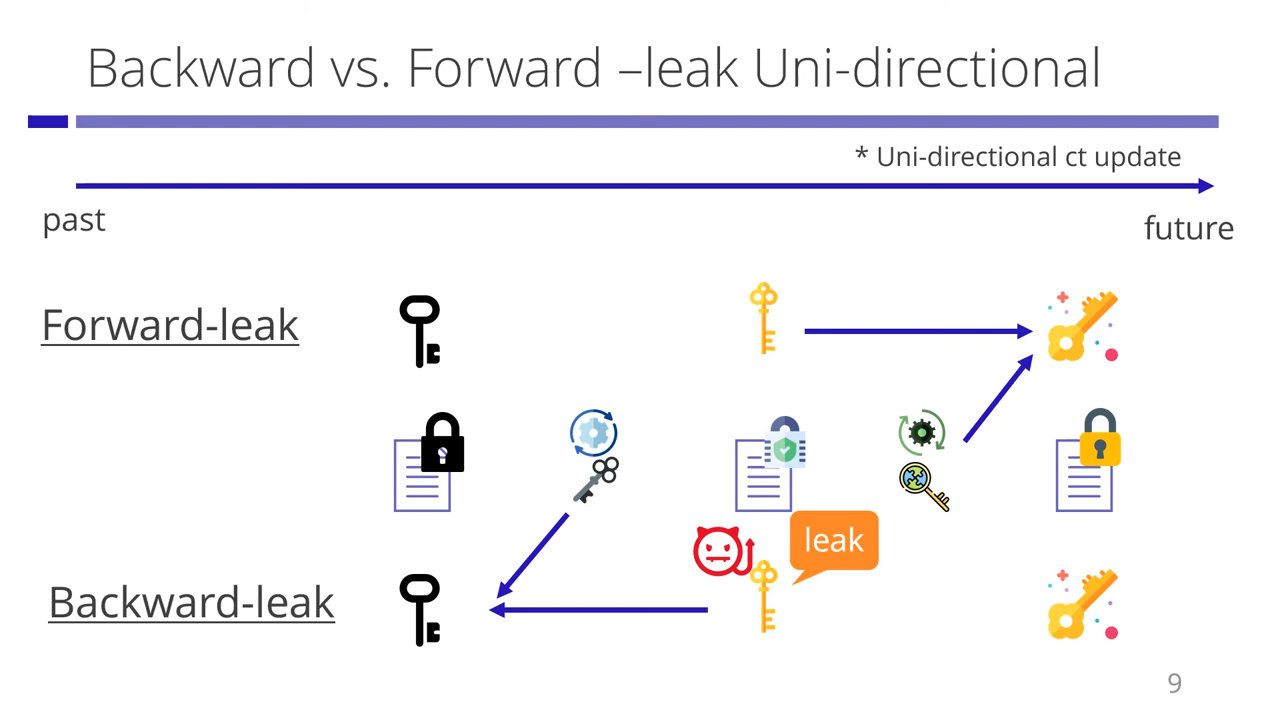 Backward vs. Forward –leak Uni-directional
* Uni-directional ct update
past
future
Forward-leak
leak
Backward-leak
9